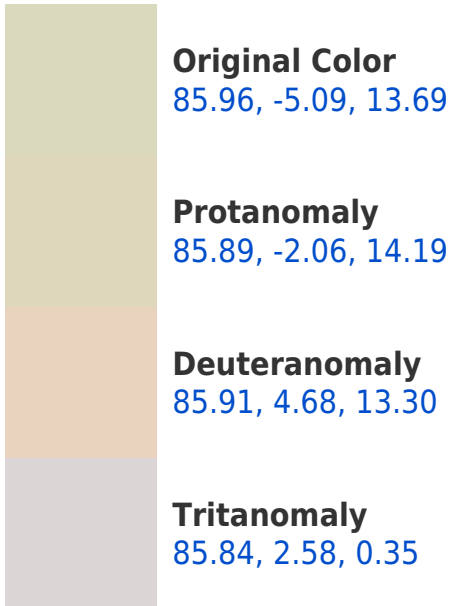 Original Color
85.96, -5.09, 13.69
Protanomaly
85.89, -2.06, 14.19
Deuteranomaly
85.91, 4.68, 13.30
Tritanomaly
85.84, 2.58, 0.35